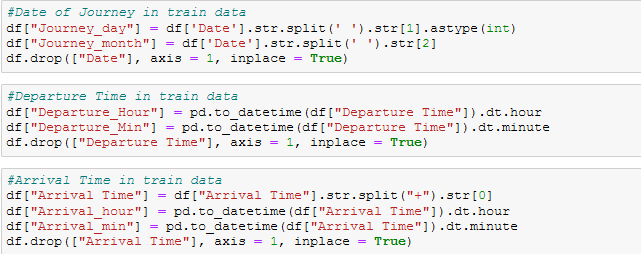 #Date of Journey in train data
df["Journey_day"] = df['Date'].str.split(' ').str[1].astype(int)
df["Journey_month"] = df['Date'].str.split(' ').str[2]
df.drop(["Date"], axis = 1, inplace = True)
#Departure Time in train data
df["Departure_Hour"] = pd.to_datetime(df["Departure Time"]).dt.hour
df["Departure_Min"] = pd.to_datetime(df["Departure Time"]).dt.minute
df.drop(["Departure Time"], axis = 1, inplace = True)
#Arrival Time in train data
df["Arrival Time"] = df["Arrival Time"].str.split("+").str[0]
df["Arrival_hour"] = pd.to_datetime(df["Arrival Time"]).dt.hour
df["Arrival_min"] = pd.to_datetime(df["Arrival Time"]).dt.minute
df.drop(["Arrival Time"], axis = 1, inplace = True)